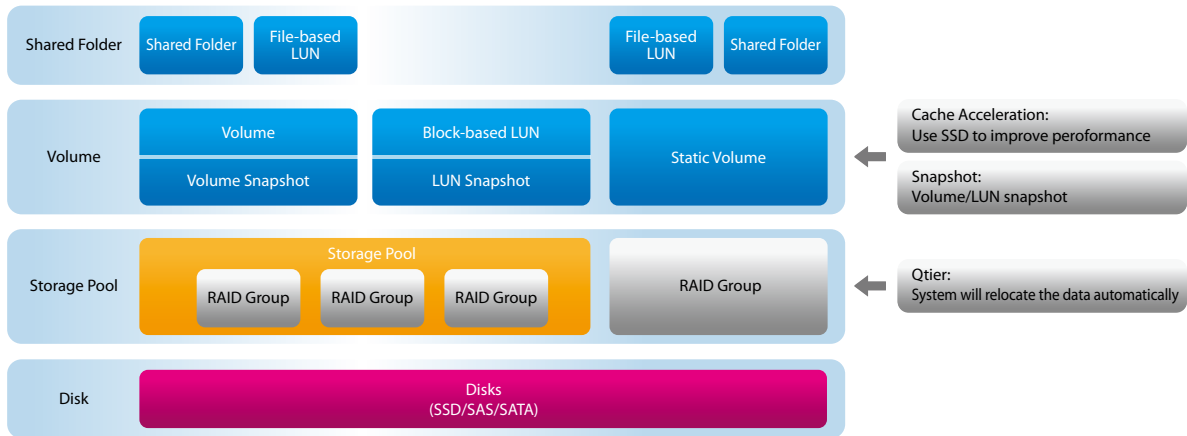 Shared Folder
Shared Folder
File-based
LUN
File-based
LUN
Shared Folder
Volume
Volume
Volume Snapshot
Block-based LUN
LUN Snapshot
Static Volume
Cache Acceleration:
Use SSD to improve peroformance
Snapshot:
Volume/LUN snapshot
Storage Pool
Storage Pool
RAID Group
RAID Group
RAID Group
RAID Group
Qtier:
System will relocate the data automatically
Disk
Disks
(SSD/SAS/SATA)